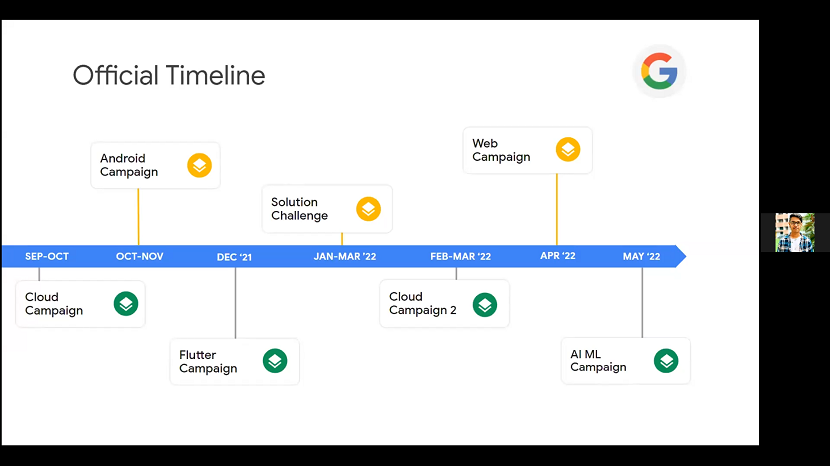 Official Timeline
Android
Campaign
Web
Campaign
Solution
Challenge
SEP-OCT
OCT-NOV
DEC '21
JAN-MAR '22
FEB-MAR '22
APR '22
MAY '22
Cloud
Campaign
Cloud
Campaign 2
Flutter
Campaign
AI ML
Campaign